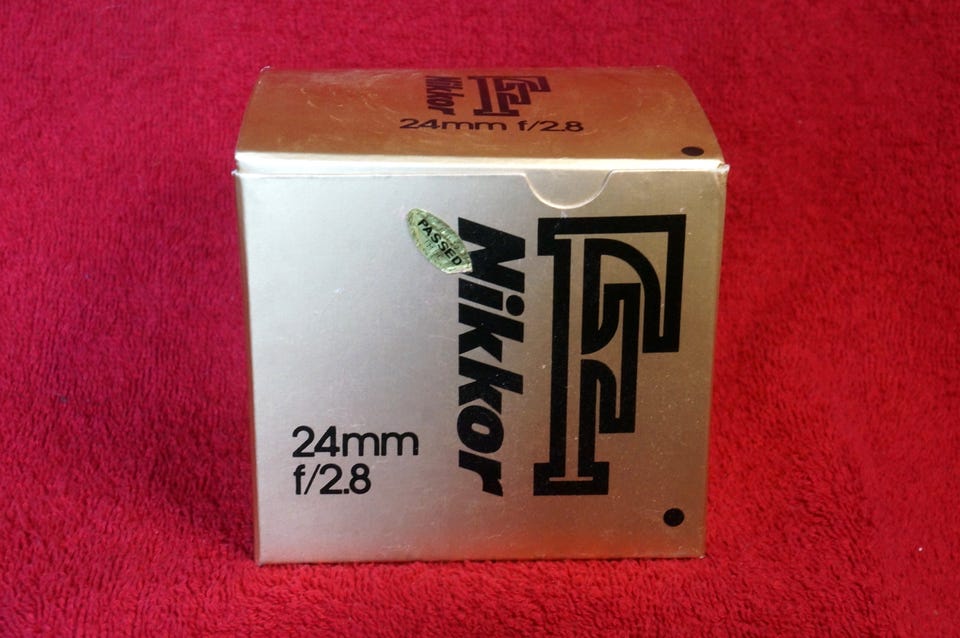 Nikkor
F
24mm f/2.8
PASSED
Nikkor
F
24mm
f/2.8